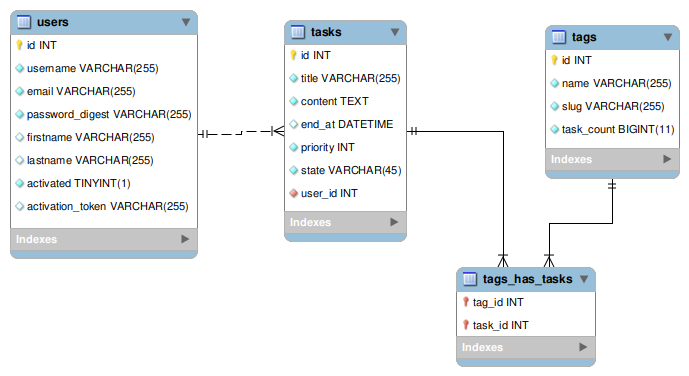 users
id INT
username VARCHAR(255)
email VARCHAR(255)
password_digest VARCHAR(255)
firstname VARCHAR(255)
lastname VARCHAR(255)
activated TINYINT(1)
activation_token VARCHAR(255)
Indexes
tasks
id INT
title VARCHAR(255)
content TEXT
end_at DATETIME
priority INT
state VARCHAR(45)
user_id INT
Indexes
tags
id INT
name VARCHAR(255)
slug VARCHAR(255)
task_count BIGINT(11)
Indexes
tags_has_tasks
tag_id INT
task_id INT
Indexes